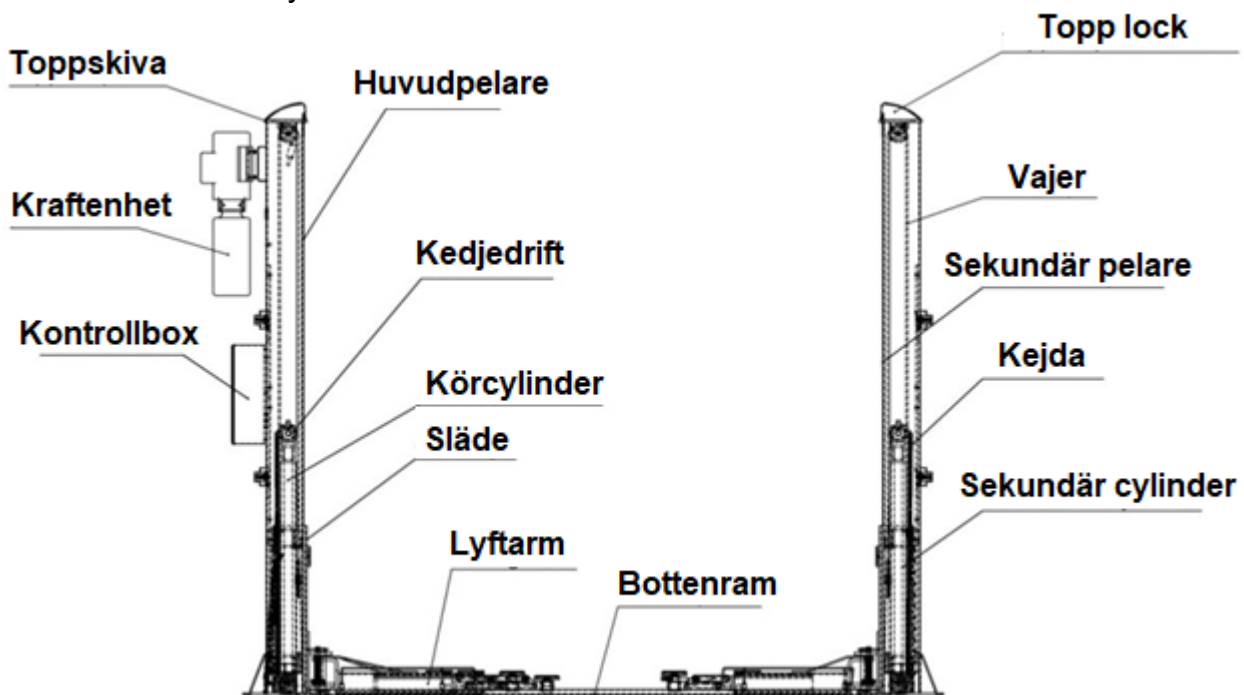 Topp lock
Toppskiva
Huvudpelare
Vajer
Kraftenhet
Kedjedrift
Sekundär pelare
Kontrollbox
Kejda
Körcylinder
Släde
Sekundär cylinder
Lyftarm
Bottenram